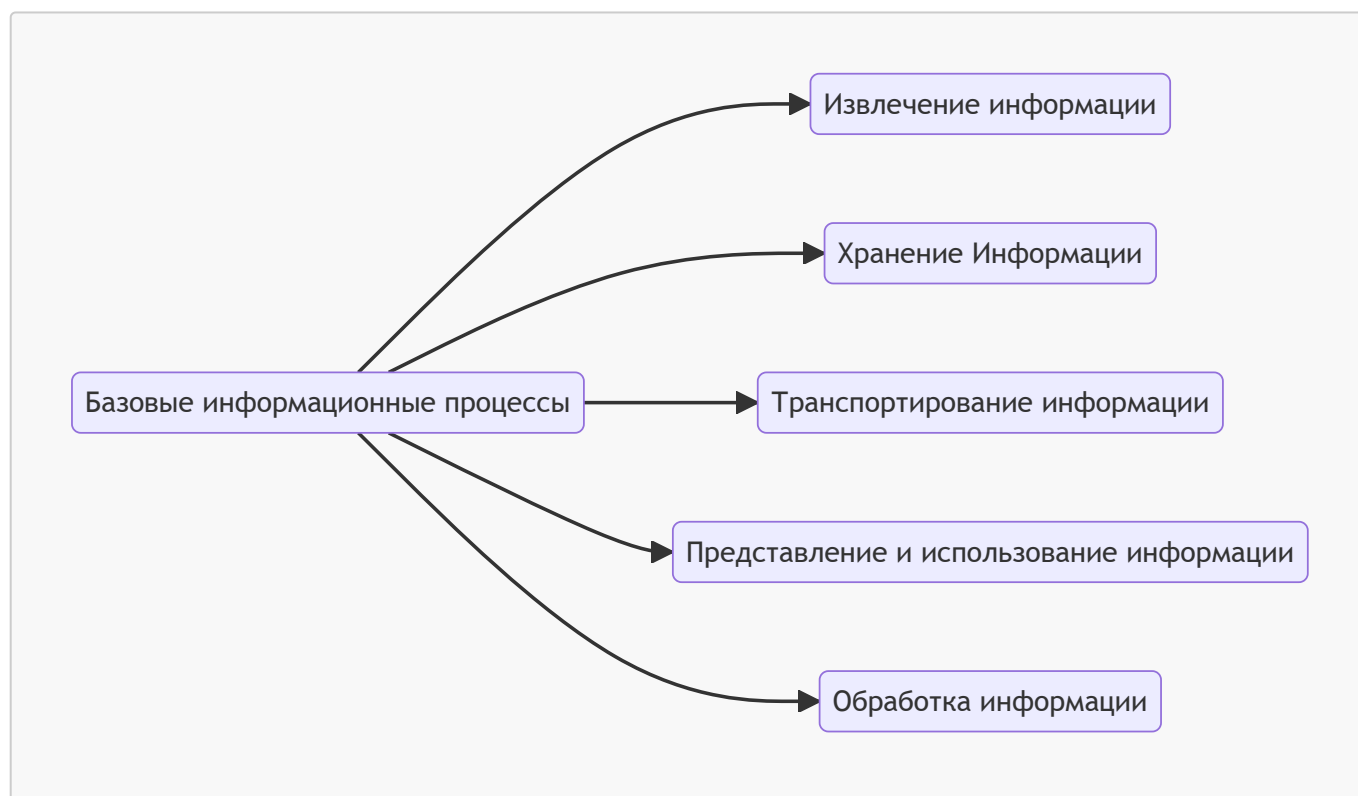 Базовые информационные процессы
Извлечение информации
Хранение Информации
Транспортирование информации
Представление и использование информации
Обработка информации